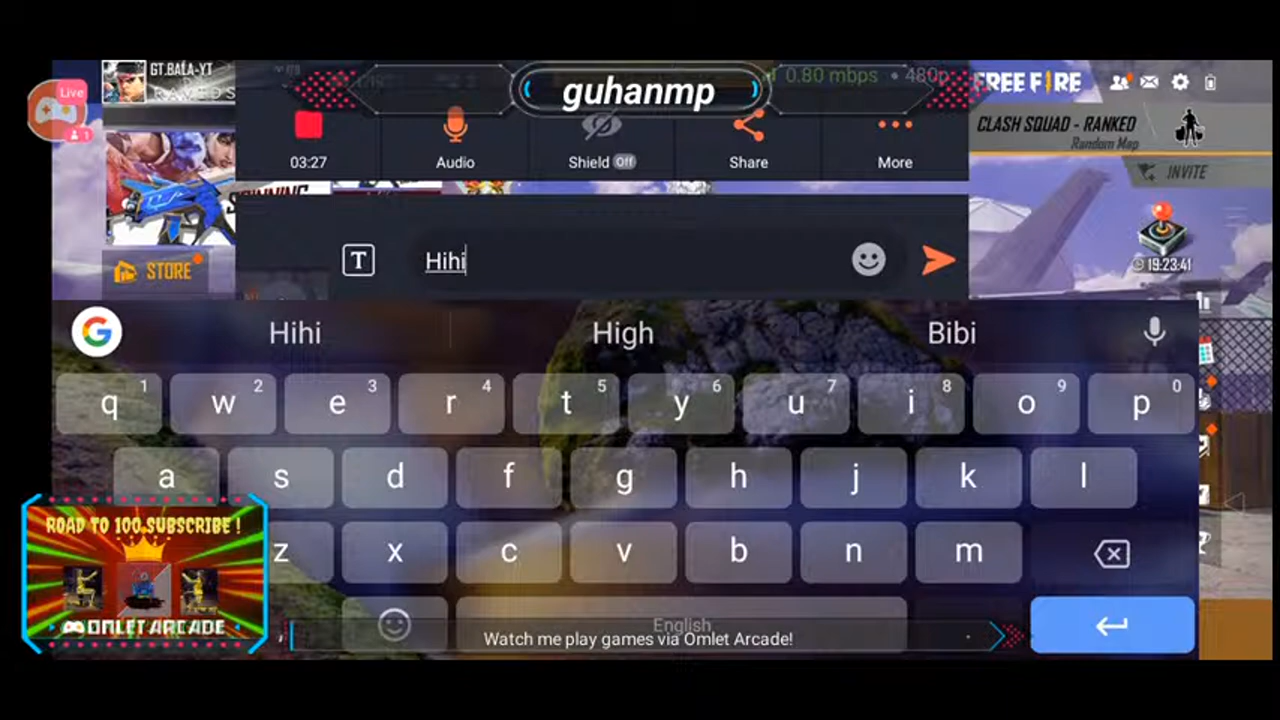 GT.BALA-YT
Live
1
guhanmp
0.80 mbps • 480p
FREE FIRE
CLASH SQUAD - RANKED
Random Map
INVITE
03:27
Audio
Shield Off
Share
More
STORE
T
Hihi
19:23:41
G
Hihi
High
Bibi
q 1 w 2 e 3 r 4 t 5 y 6 u 7 i 8 o 9 p 0
a s d f g h j k l
z x c v b n m
ROAD TO 100 SUBSCRIBE !
OMLET ARCADE
, English .
Watch me play games via Omlet Arcade!